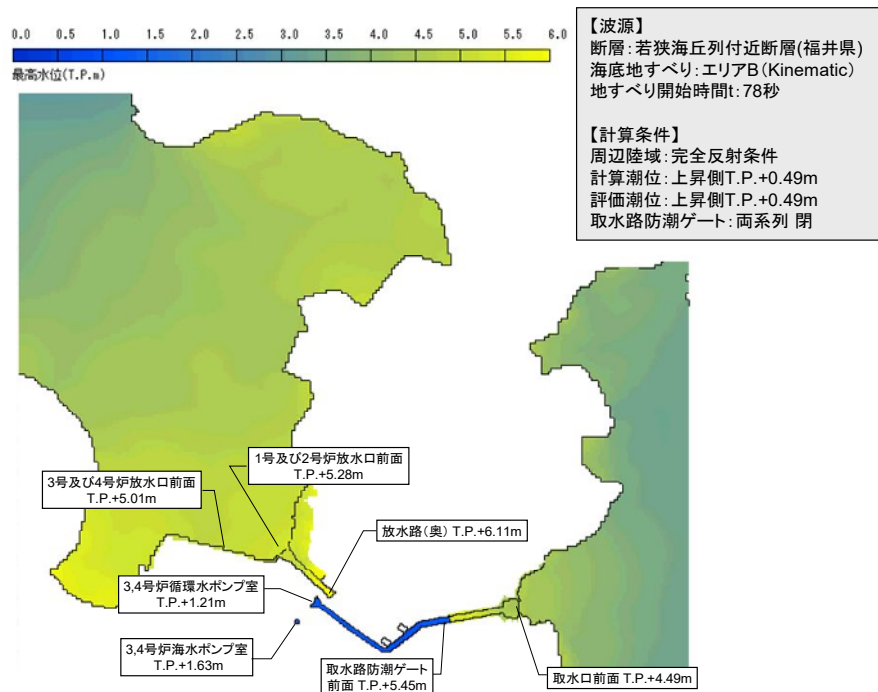 0.0 0.5 1.0 1.5 2.0 2.5 3.0 3.5 4.0 4.5 5.0 5.5 6.0
最高水位(T.P.m)
【波源】
断層:若狭海丘列付近断層(福井県)
海底地すべり:エリアB(Kinematic)
地すべり開始時間t:78秒
【計算条件】
周辺陸域:完全反射条件
計算潮位:上昇側T.P.+0.49m
評価潮位:上昇側T.P.+0.49m
取水路防潮ゲート:両系列 閉
1号及び2号炉放水口前面
T.P.+5.28m
3号及び4号炉放水口前面
T.P.+5.01m
放水路(奥) T.P.+6.11m
3,4号炉循環水ポンプ室
T.P.+1.21m
3,4号炉海水ポンプ室
T.P.+1.63m
取水路防潮ゲート
前面 T.P.+5.45m
取水口前面 T.P.+4.49m